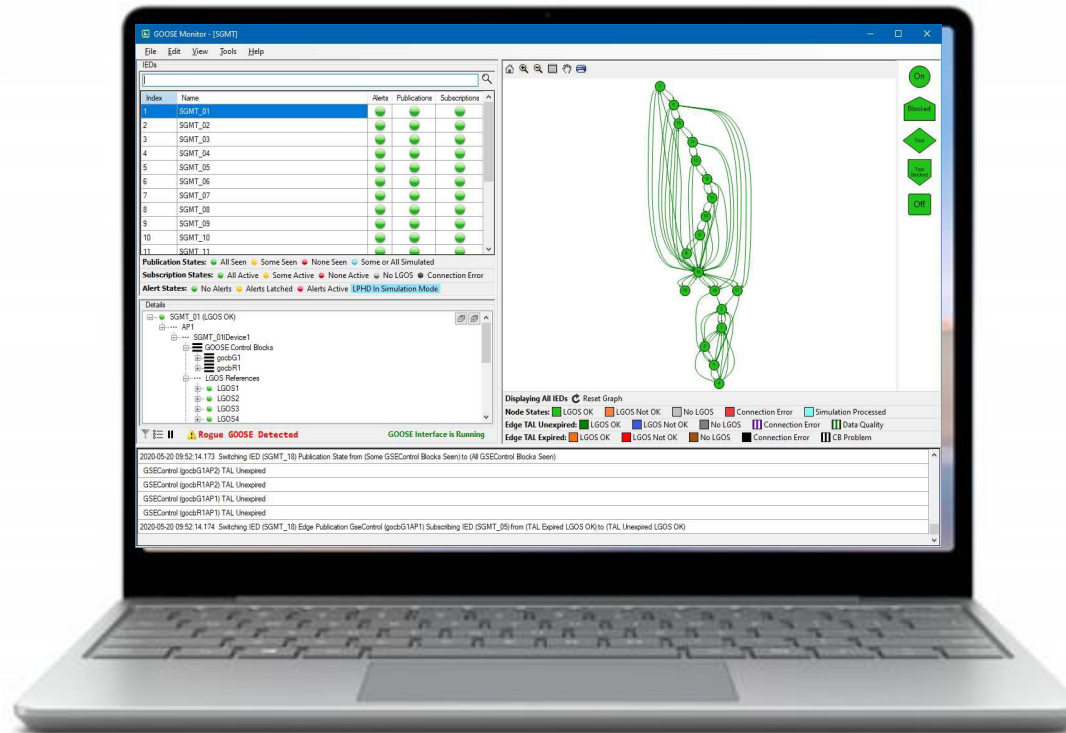 GOOSE Monitor - [SGMT]
File Edit View Tools Help
IEDs
Index Name Alerts Publications Subscriptions
1 SGMT_01
2 SGMT_02
3 SGMT_03
4 SGMT_04
5 SGMT_05
6 SGMT_06
7 SGMT_07
8 SGMT_08
9 SGMT_09
10 SGMT_10
11 SGMT_11
Publication States: All Seen Some Seen None Seen Some or All Simulated
Subscription States: All Active Some Active None Active No LGOS Connection Error
Alert States: No Alerts Alerts Latched Alerts Active LPHD In Simulation Mode
Details
SGMT_01 (LGOS OK)
AP1
SGMT_01IDevice1
GOOSE Control Blocks
gocbG1
gocbR1
LGOS References
LGOS1
LGOS2
LGOS3
LGOS4
Rogue GOOSE Detected GOOSE Interface is Running
On
Blocked
Test
Test
Blocked
Off
Displaying All IEDs Reset Graph
Node States: LGOS OK LGOS Not OK No LGOS Connection Error Simulation Processed
Edge TAL Unexpired: LGOS OK LGOS Not OK No LGOS Connection Error Data Quality
Edge TAL Expired: LGOS OK LGOS Not OK No LGOS Connection Error CB Problem
2020-05-20 09:52:14.173 Switching IED (SGMT_18) Publication State from (Some GSEControl Blocks Seen) to (All GSEControl Blocks Seen)
GSEControl (gocbG1AP2) TAL Unexpired
GSEControl (gocbR1AP2) TAL Unexpired
GSEControl (gocbG1AP1) TAL Unexpired
GSEControl (gocbR1AP1) TAL Unexpired
2020-05-20 09:52:14.174 Switching IED (SGMT_18) Edge Publication GseControl (gocbG1AP1) Subscribing IED (SGMT_05) from (TAL Expired LGOS OK) to (TAL Unexpired LGOS OK)